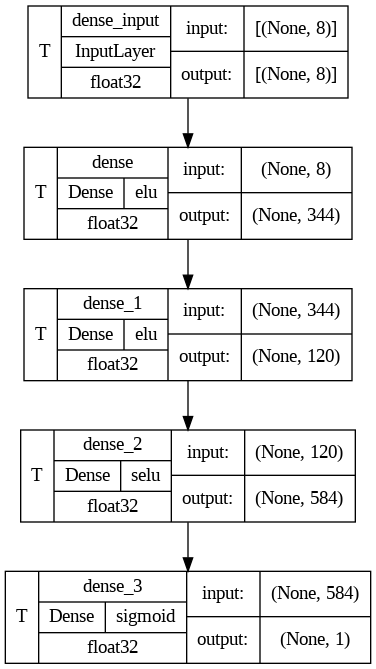 T dense_input input: [(None, 8)]
InputLayer
float32 output: [(None, 8)]
T dense input: (None, 8)
Dense elu
float32 output: (None, 344)
T dense_1 input: (None, 344)
Dense elu
float32 output: (None, 120)
T dense_2 input: (None, 120)
Dense selu
float32 output: (None, 584)
T dense_3 input: (None, 584)
Dense sigmoid
float32 output: (None, 1)